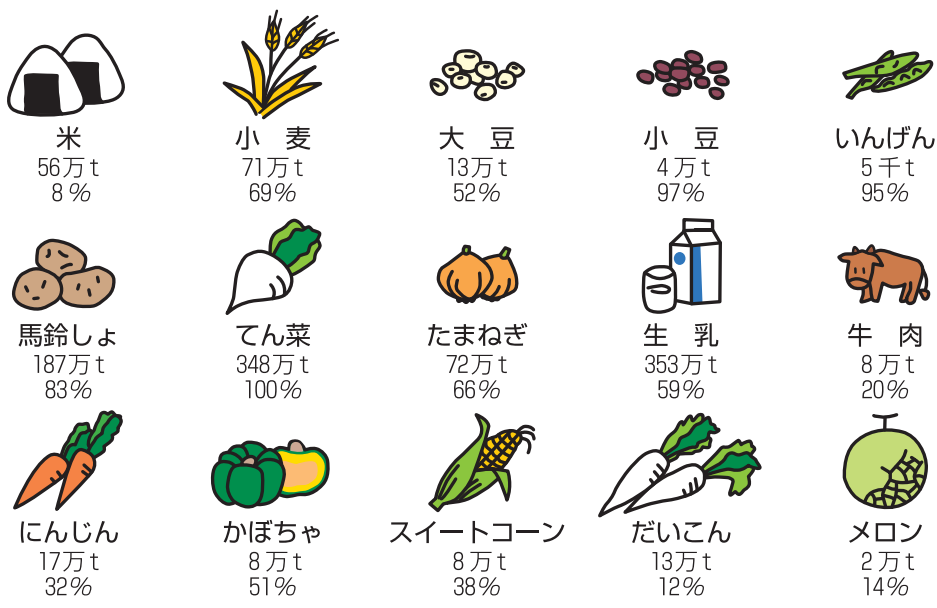 米
56万t
8%
小 麦
71万t
69%
大 豆
13万t
52%
小 豆
4万t
97%
いんげん
5千t
95%
馬鈴しょ
187万t
83%
てん菜
348万t
100%
たまねぎ
72万t
66%
生 乳
353万t
59%
牛 肉
8万t
20%
にんじん
17万t
32%
かぼちゃ
8万t
51%
スイートコーン
8万t
38%
だいこん
13万t
12%
メロン
2万t
14%